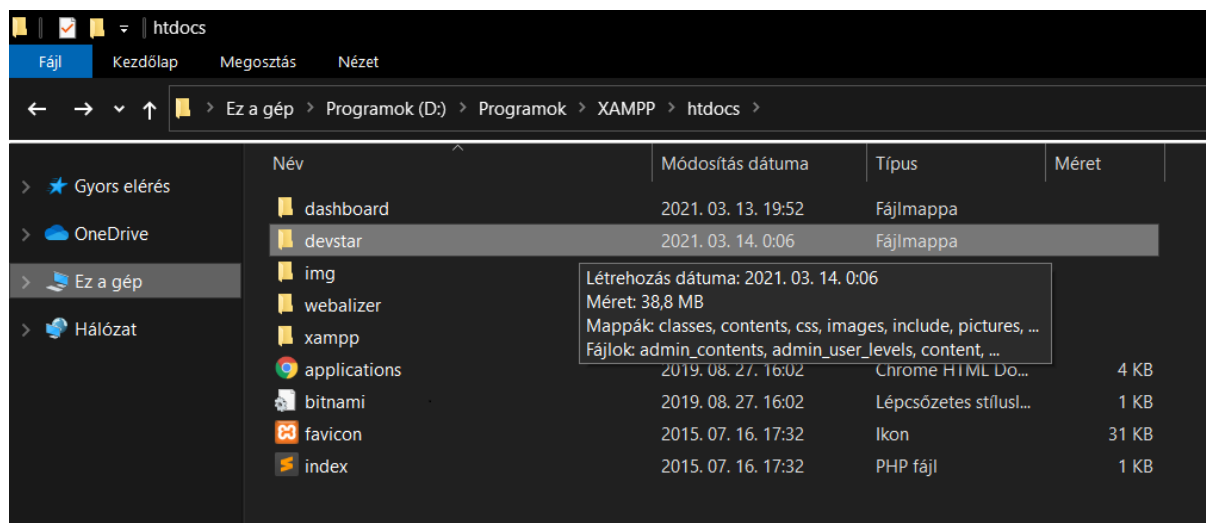 htdocs
Fájl Kezdőlap Megosztás Nézet
Ez a gép > Programok (D:) > Programok > XAMPP > htdocs >
Név Módosítás dátuma Típus Méret
Gyors elérés
OneDrive
Ez a gép
Hálózat
dashboard 2021. 03. 13. 19:52 Fájlmappa
devstar 2021. 03. 14. 0:06 Fájlmappa
img
webalizer
xampp
Létrehozás dátuma: 2021. 03. 14. 0:06
Méret: 38,8 MB
Mappák: classes, contents, css, images, include, pictures, ...
Fájlok: admin_contents, admin_user_levels, content, ...
applications 2019. 08. 27. 16:02 Chrome HTML Do... 4 KB
bitnami 2019. 08. 27. 16:02 Lépcsőzetes stílusl... 1 KB
favicon 2015. 07. 16. 17:32 Ikon 31 KB
index 2015. 07. 16. 17:32 PHP fájl 1 KB